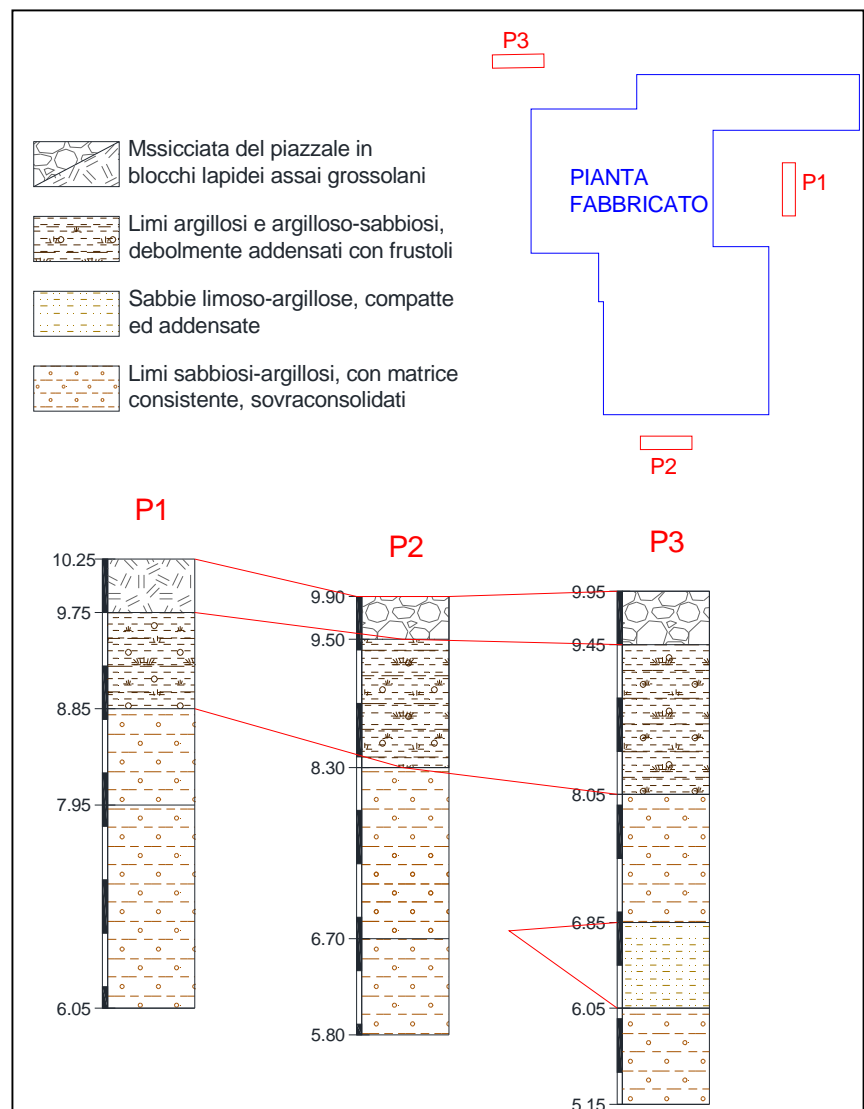 P3
Mssicciata del piazzale in
blocchi lapidei assai grossolani
PIANTA
FABBRICATO
P1
Limi argillosi e argilloso-sabbiosi,
debolmente addensati con frustoli
Sabbie limoso-argillose, compatte
ed addensate
Limi sabbiosi-argillosi, con matrice
consistente, sovraconsolidati
P2
P1
10.25
9.75
8.85
7.95
6.05
P2
9.90
9.50
8.30
6.70
5.80
P3
9.95
9.45
8.05
6.85
6.05
5.15